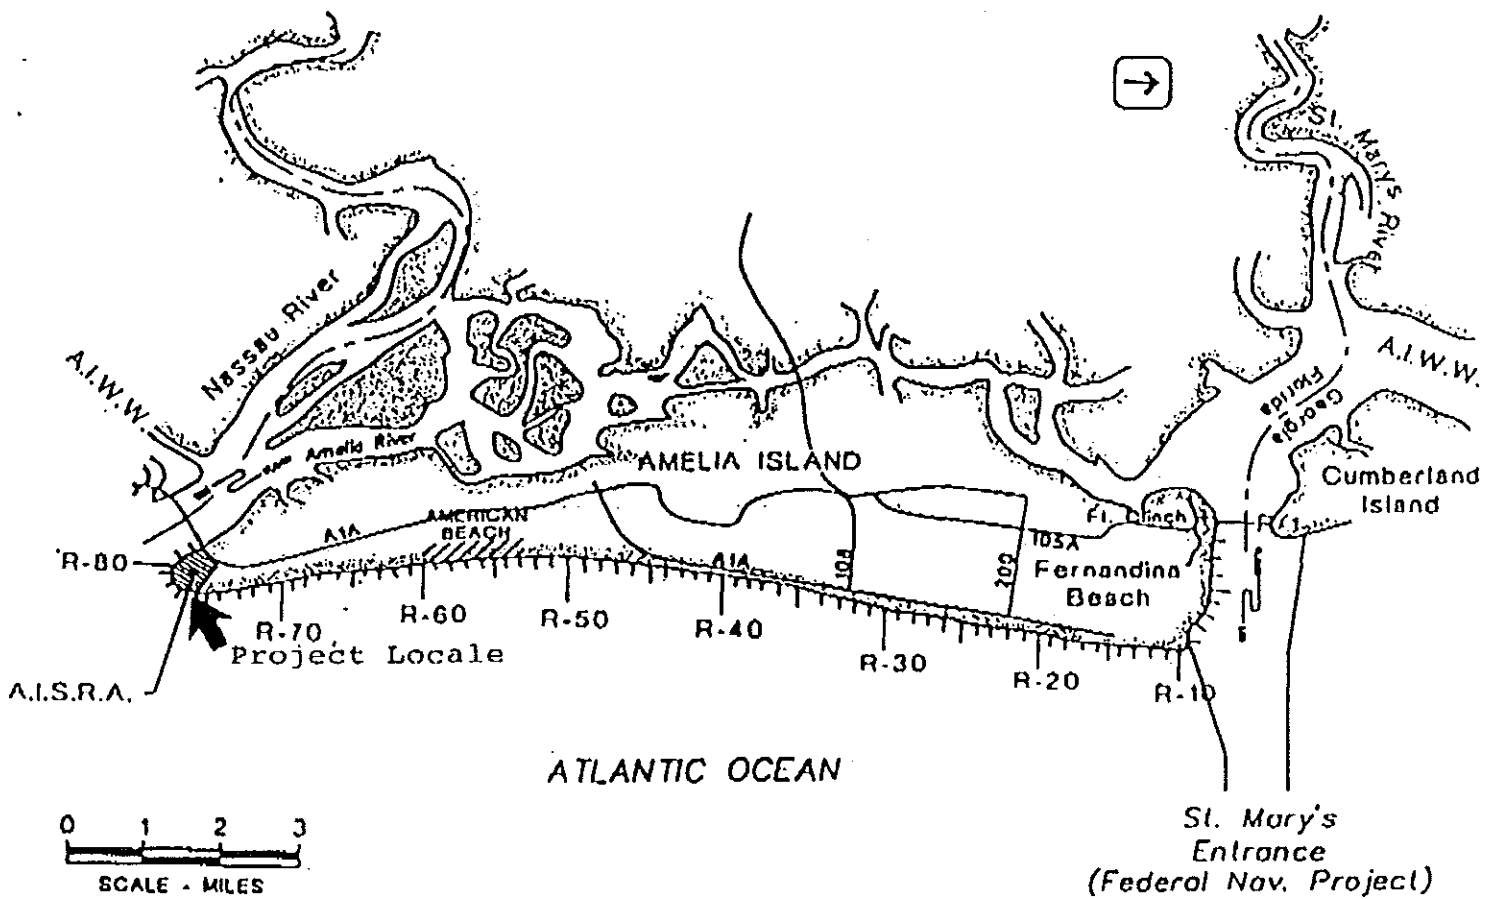 St. Marys River
Nassau River
A.I.W.W.
A.I.W.W.
Florida
Georgia
Amelia River
AMELIA ISLAND
Cumberland
Island
Ft. Clinch
A1A
AMERICAN
BEACH
A1A
108
200
105A
Fernandina
Beach
R-80
R-70
R-60
R-50
R-40
R-30
R-20
R-10
Project Locale
A.I.S.R.A.
ATLANTIC OCEAN
0 1 2 3
SCALE - MILES
St. Mary's
Entrance
(Federal Nav. Project)